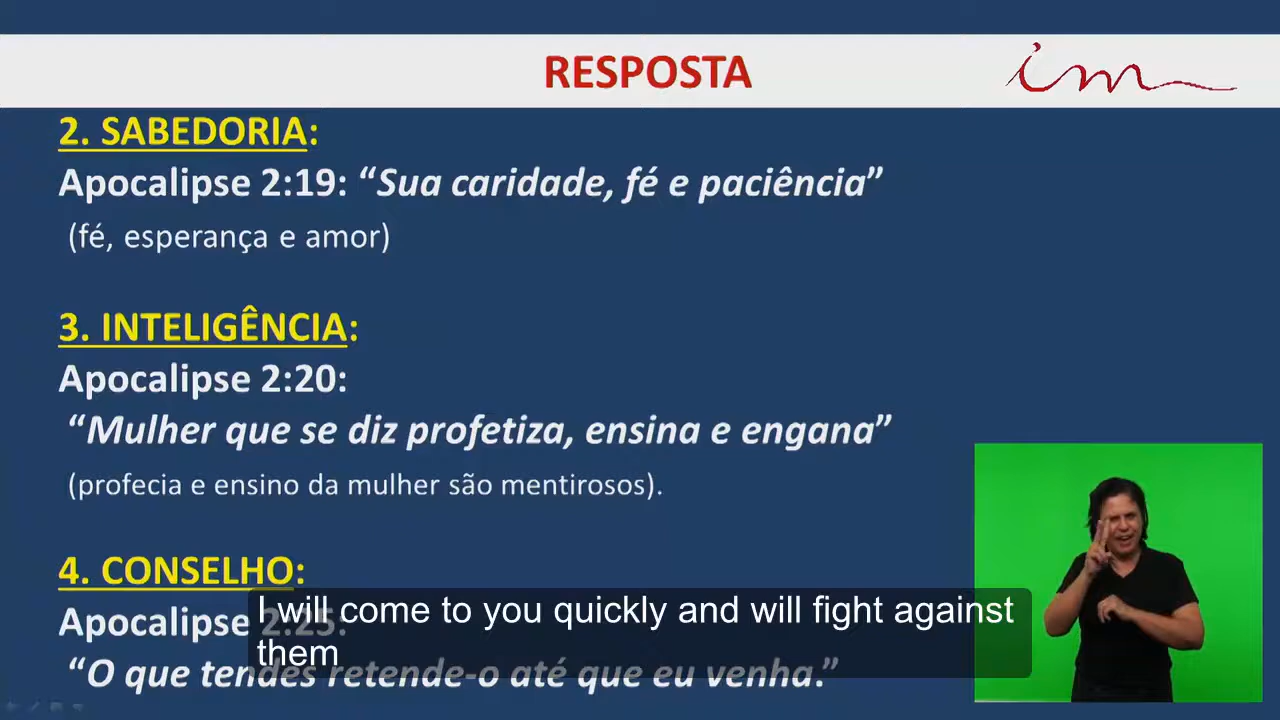 RESPOSTA
im
2. SABEDORIA:
Apocalipse 2:19: “Sua caridade, fé e paciência”
(fé, esperança e amor)
3. INTELIGÊNCIA:
Apocalipse 2:20:
“Mulher que se diz profetiza, ensina e engana”
(profecia e ensino da mulher são mentirosos).
4. CONSELHO:
Apocalipse 2:25:
“O que tendes retende-o até que eu venha.”
I will come to you quickly and will fight against
them